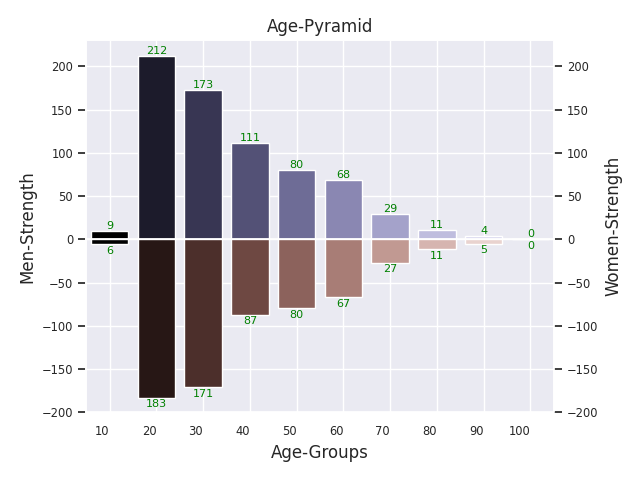 Age-Pyramid
Men-Strength
Women-Strength
200 200
150 150
100 100
50 50
0 0
−50 −50
−100 −100
−150 −150
−200 −200
9 212 173 111 80 68 29 11 4 0
6 183 171 87 80 67 27 11 5 0
10 20 30 40 50 60 70 80 90 100
Age-Groups